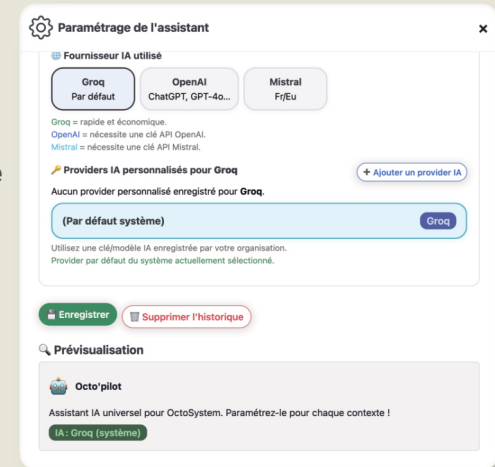 Paramétrage de l'assistant
×
🌐 Fournisseur IA utilisé
Groq
Par défaut
OpenAI
ChatGPT, GPT-4o...
Mistral
Fr/Eu
Groq = rapide et économique.
OpenAI = nécessite une clé API OpenAI.
Mistral = nécessite une clé API Mistral.
🔑 Providers IA personnalisés pour Groq
+ Ajouter un provider IA
Aucun provider personnalisé enregistré pour Groq.
(Par défaut système)
Groq
Utilisez une clé/modèle IA enregistrée par votre organisation.
Provider par défaut du système actuellement sélectionné.
💾 Enregistrer
🗑 Supprimer l'historique
🔍 Prévisualisation
🤖 Octo'pilot
Assistant IA universel pour OctoSystem. Paramétrez-le pour chaque contexte !
IA : Groq (système)
e